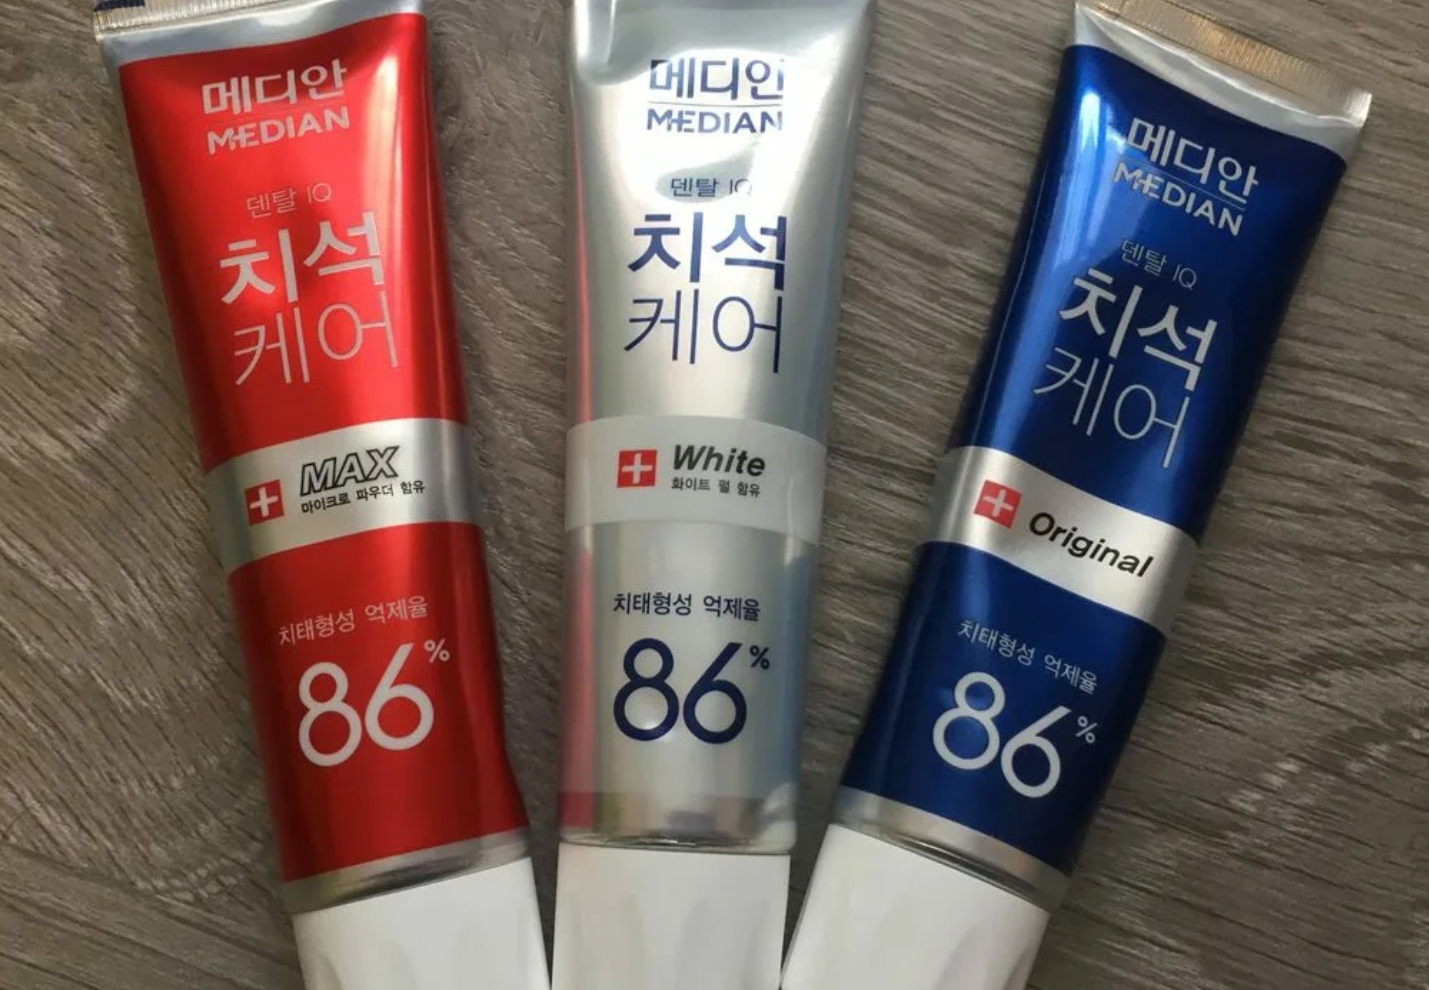 메디안
MEDIAN
덴탈 IQ
치석
케어
MAX
마이크로 파우더 함유
치태형성 억제율
86%
메디안
MEDIAN
덴탈 IQ
치석
케어
White
화이트 펄 함유
치태형성 억제율
86%
메디안
MEDIAN
덴탈 IQ
치석
케어
Original
치태형성 억제율
86%